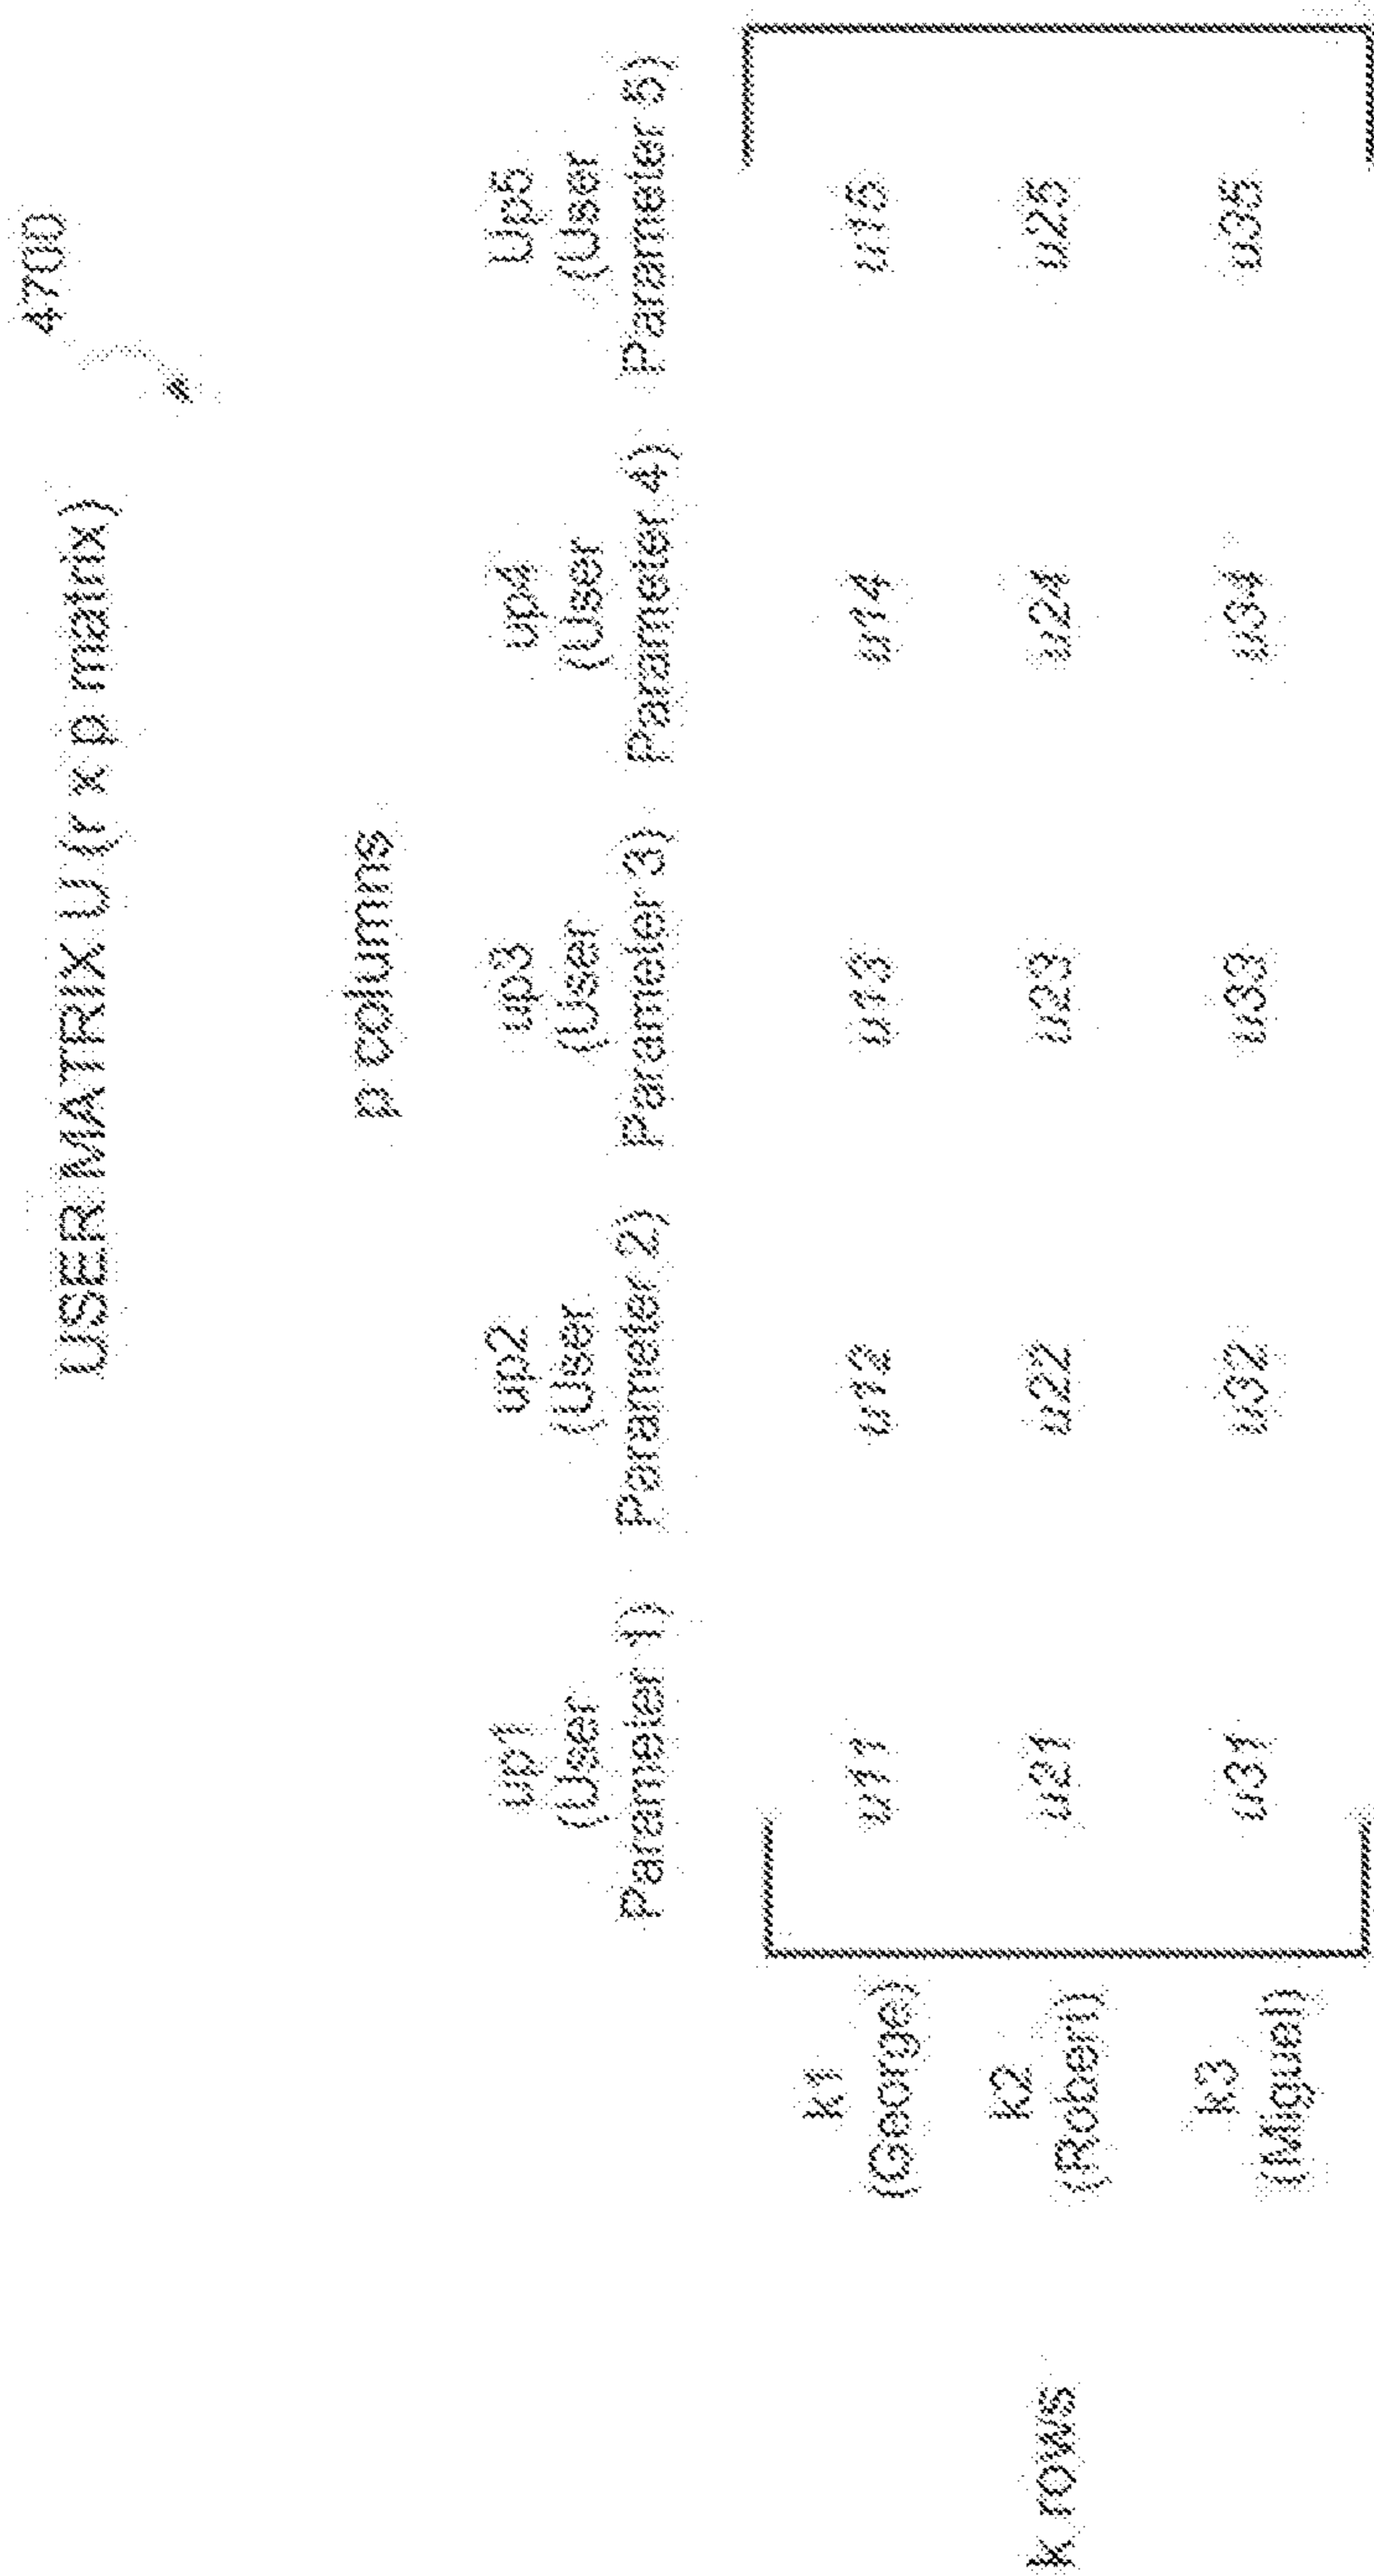 4700
USER MATRIX U (r x p matrix)
p columns
up1 up2 up3 up4 Up5
(User (User (User (User (User
Parameter 1) Parameter 2) Parameter 3) Parameter 4) Parameter 5)
k1 u11 u12 u13 u14 u15
(George)
k rows k2 u21 u22 u23 u24 u25
(Robert)
k3 u31 u32 u33 u34 u35
(Miguel)